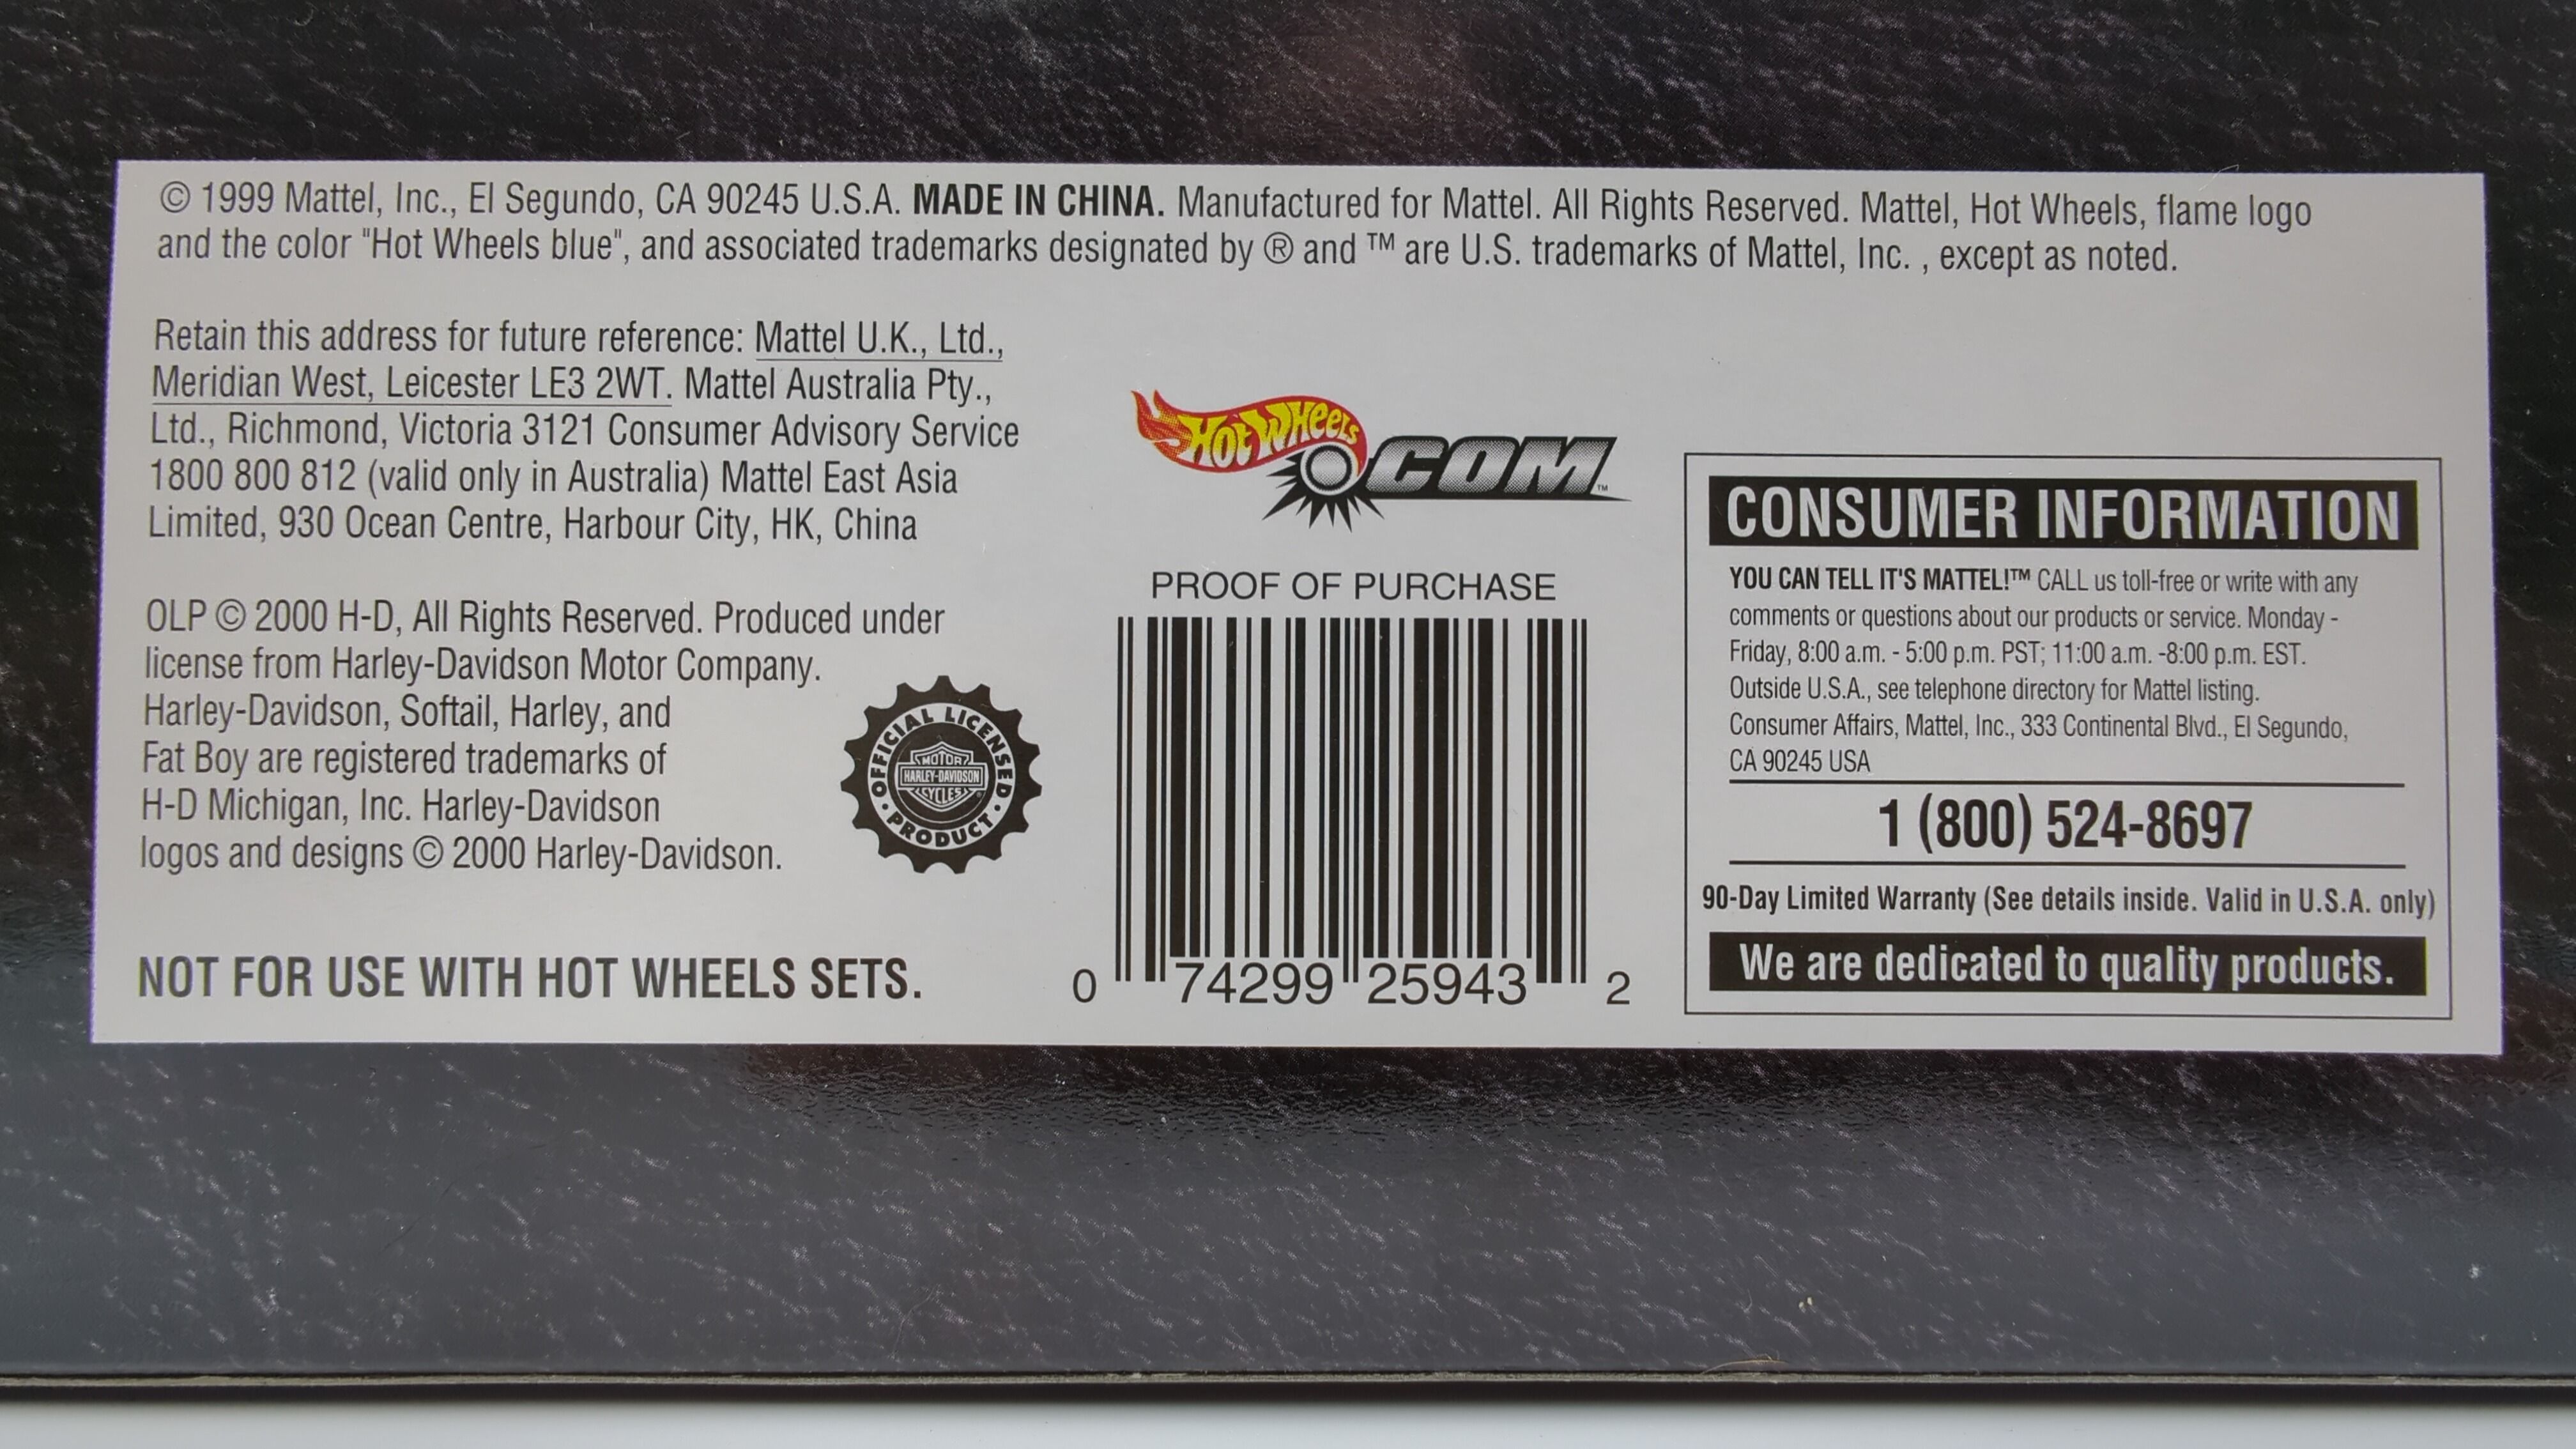 © 1999 Mattel, Inc., El Segundo, CA 90245 U.S.A. MADE IN CHINA. Manufactured for Mattel. All Rights Reserved. Mattel, Hot Wheels, flame logo
and the color "Hot Wheels blue", and associated trademarks designated by ® and ™ are U.S. trademarks of Mattel, Inc. , except as noted.
Retain this address for future reference: Mattel U.K., Ltd.,
Meridian West, Leicester LE3 2WT. Mattel Australia Pty.,
Ltd., Richmond, Victoria 3121 Consumer Advisory Service
1800 800 812 (valid only in Australia) Mattel East Asia
Limited, 930 Ocean Centre, Harbour City, HK, China
OLP © 2000 H-D, All Rights Reserved. Produced under
license from Harley-Davidson Motor Company.
Harley-Davidson, Softail, Harley, and
Fat Boy are registered trademarks of
H-D Michigan, Inc. Harley-Davidson
logos and designs © 2000 Harley-Davidson.
OFFICIAL LICENSED
MOTOR
HARLEY-DAVIDSON
CYCLES
• PRODUCT •
NOT FOR USE WITH HOT WHEELS SETS.
Hot Wheels .COM™
PROOF OF PURCHASE
0 74299 25943 2
CONSUMER INFORMATION
YOU CAN TELL IT'S MATTEL!™ CALL us toll-free or write with any
comments or questions about our products or service. Monday -
Friday, 8:00 a.m. - 5:00 p.m. PST; 11:00 a.m. -8:00 p.m. EST.
Outside U.S.A., see telephone directory for Mattel listing.
Consumer Affairs, Mattel, Inc., 333 Continental Blvd., El Segundo,
CA 90245 USA
1 (800) 524-8697
90-Day Limited Warranty (See details inside. Valid in U.S.A. only)
We are dedicated to quality products.